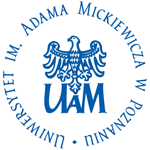 UNIWERSYTET IM. ADAMA MICKIEWICZA W POZNANIU •
UAM